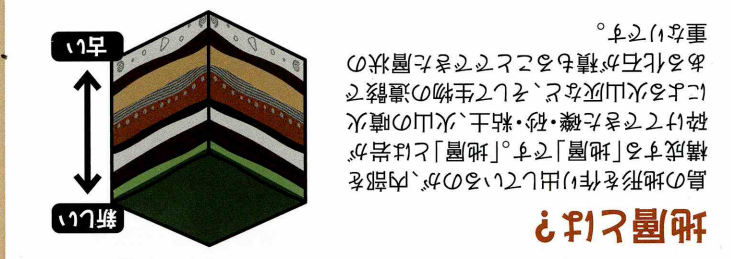 地層とは?
島の地形を作り出しているのが、内部を
構成する「地層」です。「地層」とは岩が
砕けてできた礫・砂・粘土、火山の噴火
による火山灰など、そして生物の遺骸で
ある化石が積もることでできた層状の
重なりです。
新しい
古い